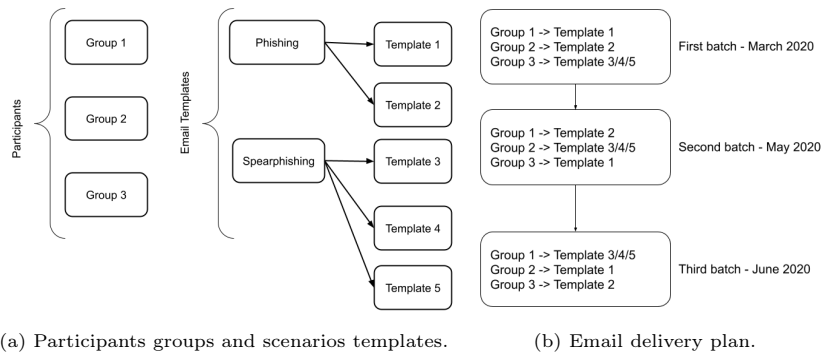 Participants
Group 1
Group 2
Group 3
Email Templates
Phishing
Spearphishing
Template 1
Template 2
Template 3
Template 4
Template 5
(a) Participants groups and scenarios templates.
Group 1 -> Template 1
Group 2 -> Template 2
Group 3 -> Template 3/4/5
First batch - March 2020
Group 1 -> Template 2
Group 2 -> Template 3/4/5
Group 3 -> Template 1
Second batch - May 2020
Group 1 -> Template 3/4/5
Group 2 -> Template 1
Group 3 -> Template 2
Third batch - June 2020
(b) Email delivery plan.